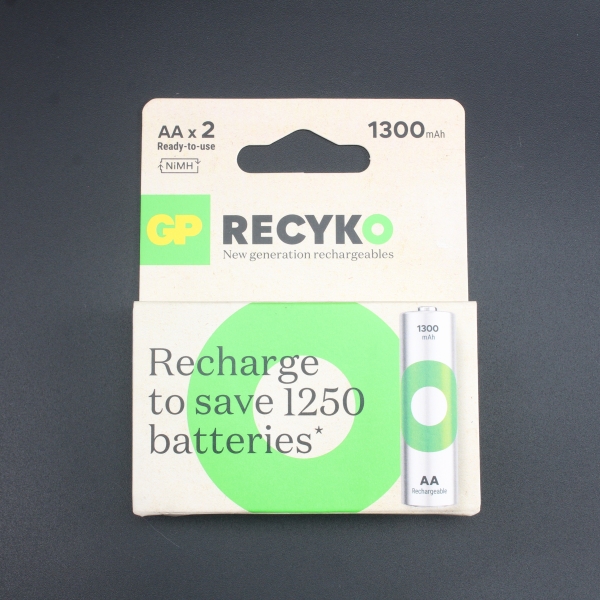 AA x 2
Ready-to-use
NiMH
1300mAh
GP
RECYKO
New generation rechargeables
Recharge
to save 1250
batteries*
1300
mAh
AA
Rechargeable